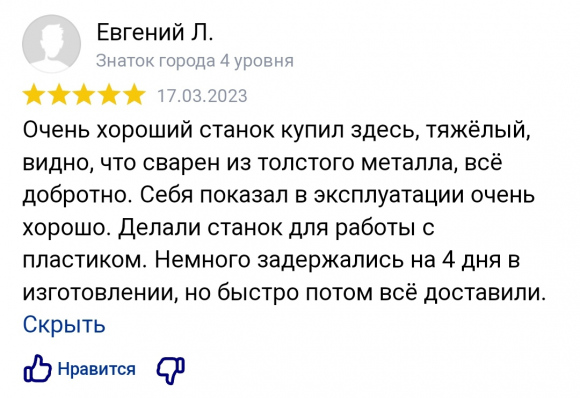 Евгений Л.
Знаток города 4 уровня
17.03.2023
Очень хороший станок купил здесь, тяжёлый,
видно, что сварен из толстого металла, всё
добротно. Себя показал в эксплуатации очень
хорошо. Делали станок для работы с
пластиком. Немного задержались на 4 дня в
изготовлении, но быстро потом всё доставили.
Скрыть
Нравится